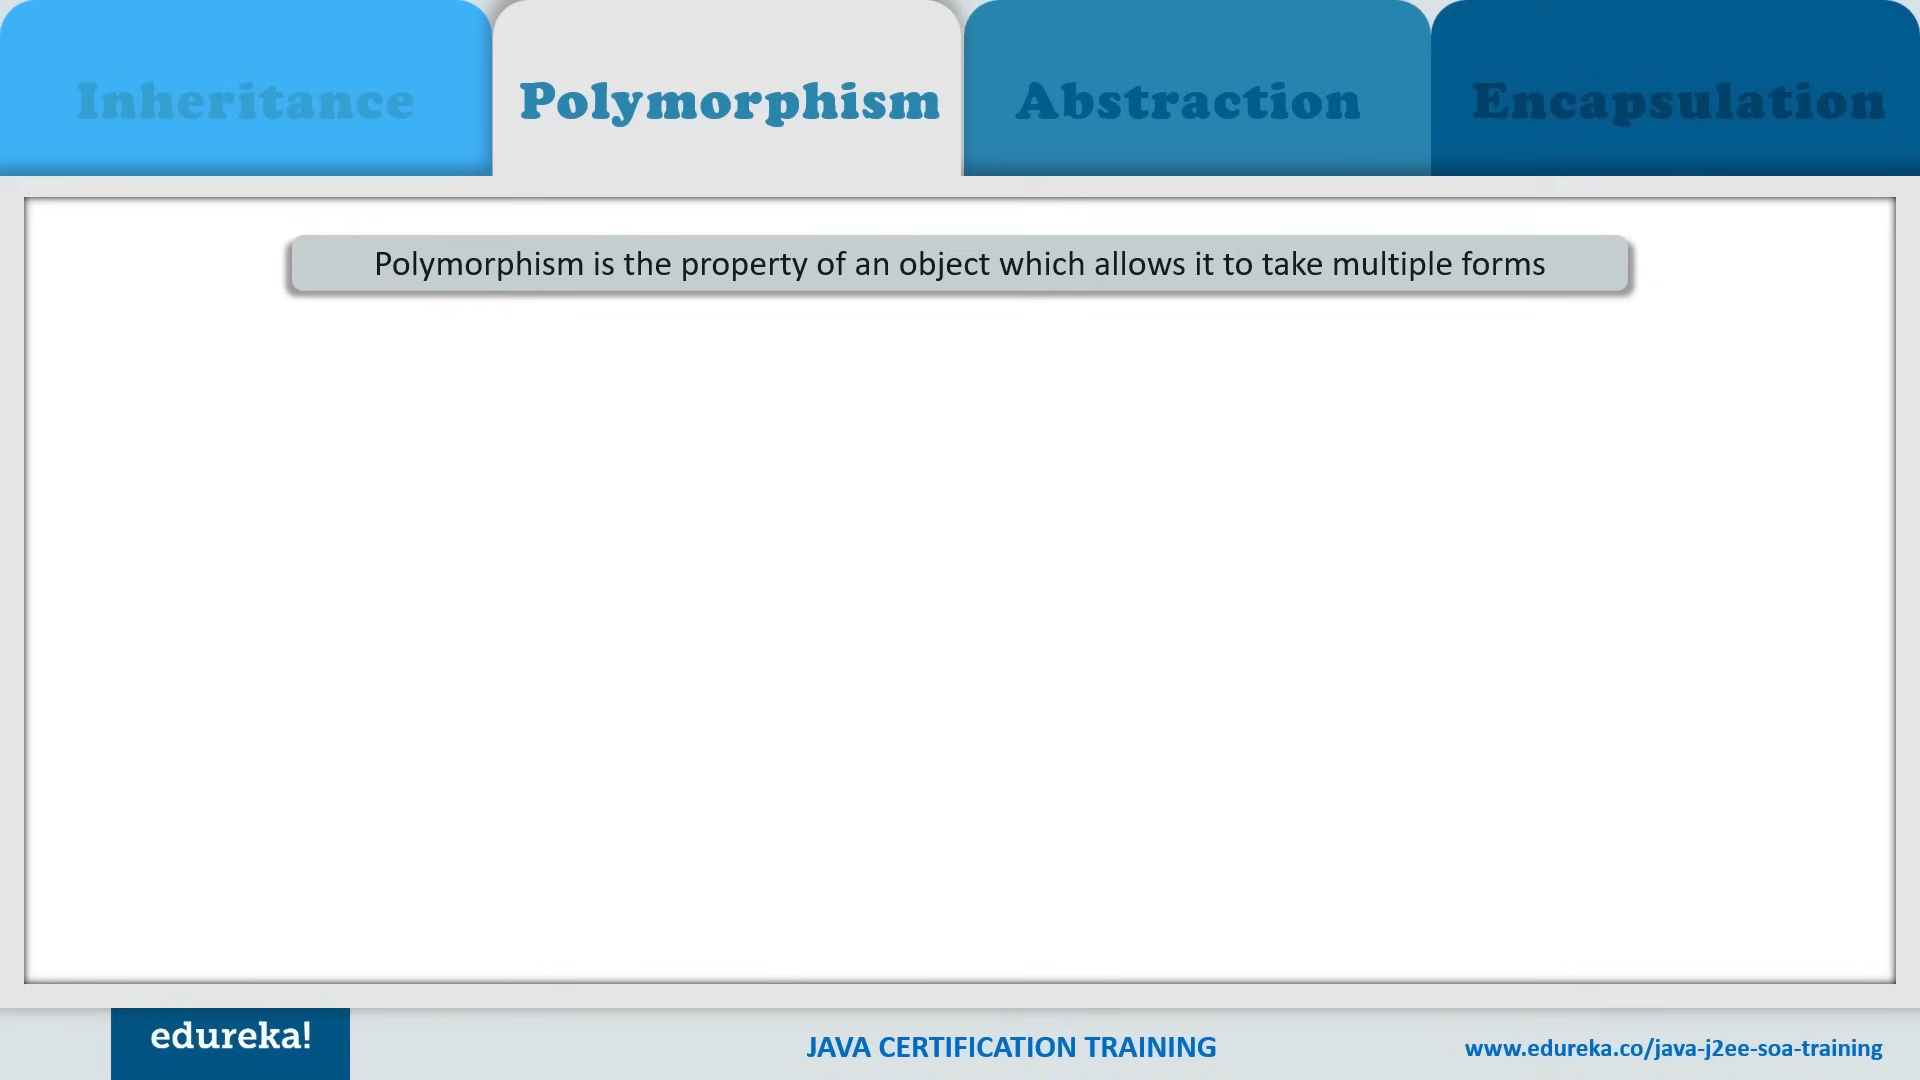 Inheritance
Polymorphism
Abstraction
Encapsulation
Polymorphism is the property of an object which allows it to take multiple forms
edureka!
JAVA CERTIFICATION TRAINING
www.edureka.co/java-j2ee-soa-training